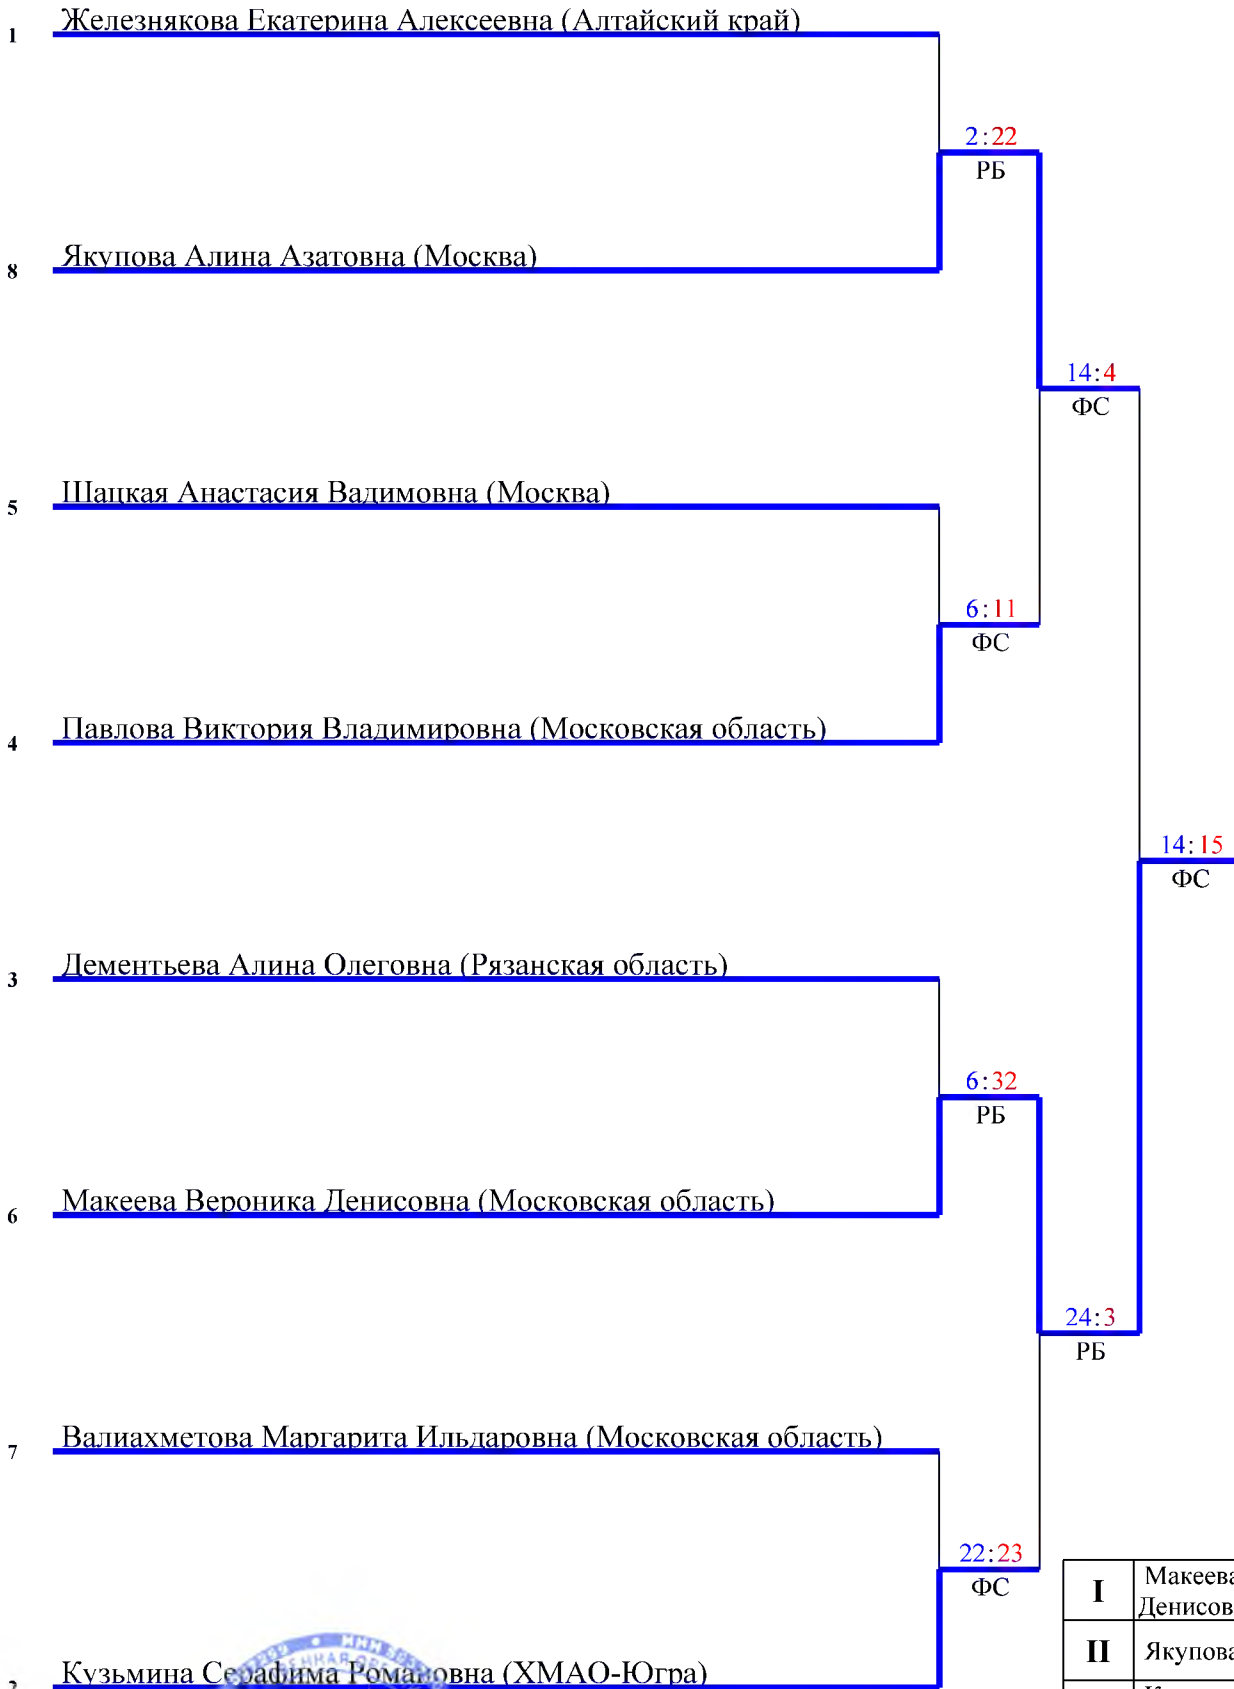 1 Железнякова Екатерина Алексеевна (Алтайский край)
2:22
РБ
8 Якупова Алина Азатовна (Москва)
14:4
ФС
5 Шацкая Анастасия Вадимовна (Москва)
6:11
ФС
4 Павлова Виктория Владимировна (Московская область)
14:15
ФС
3 Дементьева Алина Олеговна (Рязанская область)
6:32
РБ
6 Макеева Вероника Денисовна (Московская область)
24:3
РБ
7 Валиахметова Маргарита Ильдаровна (Московская область)
22:23
ФС
I Макеева
Денисов
II Якупова
2 Кузьмина Серафима Романовна (ХМАО-Югра)